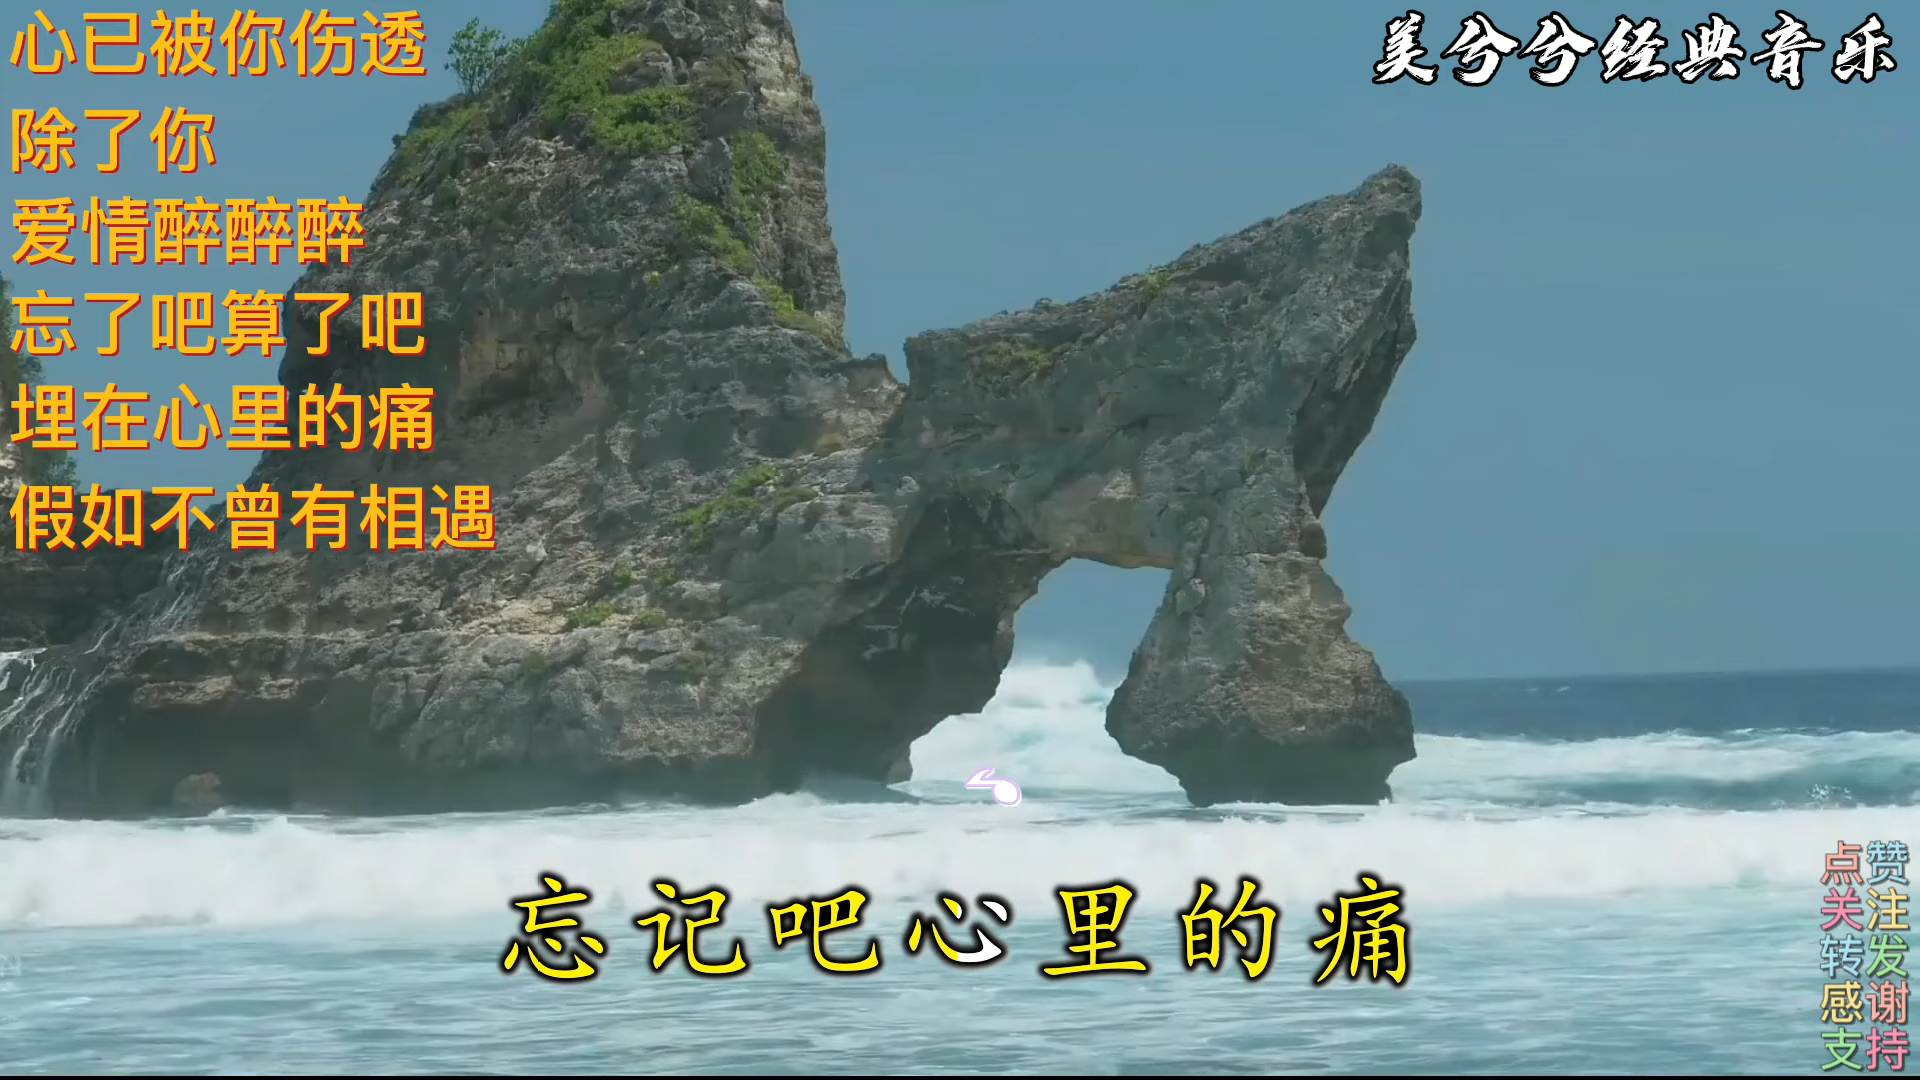 心已被你伤透
除了你
爱情醉醉醉
忘了吧算了吧
埋在心里的痛
假如不曾有相遇
美兮兮经典音乐
忘记吧心里的痛
点赞
关注
转发
感谢
支持